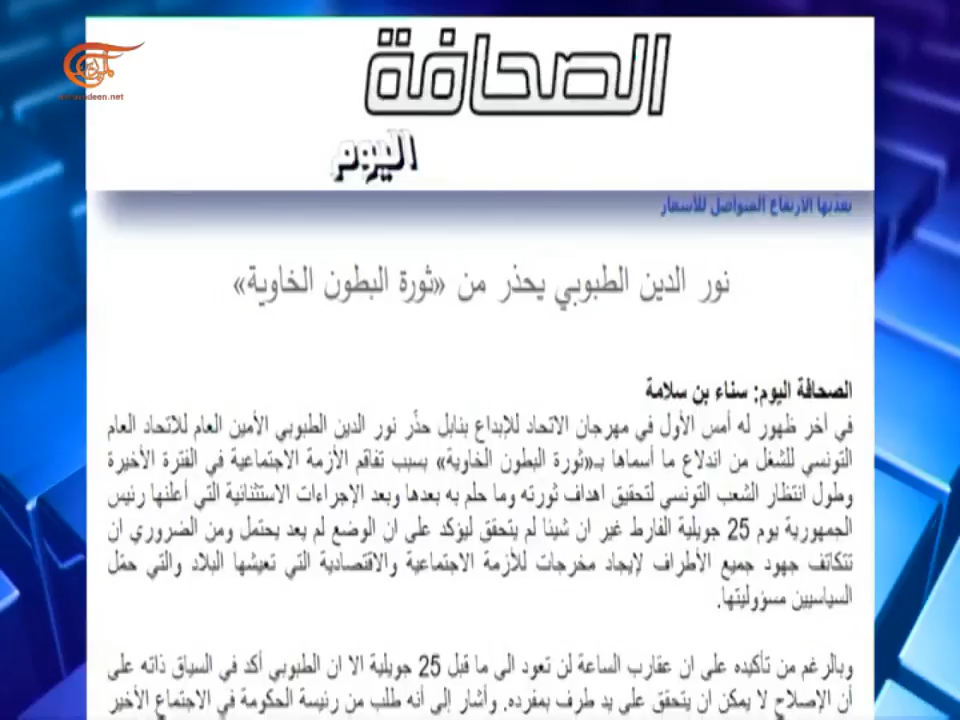 almayadeen.net
الصحافة
اليوم
يغذيها الارتفاع المتواصل للأسعار
نور الدين الطبوبي يحذر من «ثورة البطون الخاوية»
الصحافة اليوم: سناء بن سلامة
في أخر ظهور له أمس الأول في مهرجان الاتحاد للإبداع بنابل حذّر نور الدين الطبوبي الأمين العام للاتحاد العام
التونسي للشغل من اندلاع ما أسماها بـ«ثورة البطون الخاوية» بسبب تفاقم الأزمة الاجتماعية في الفترة الأخيرة
وطول انتظار الشعب التونسي لتحقيق اهداف ثورته وما حلم به بعدها وبعد الإجراءات الاستثنائية التي أعلنها رئيس
الجمهورية يوم 25 جويلية الفارط غير ان شيئا لم يتحقق ليؤكد على ان الوضع لم يعد يحتمل ومن الضروري ان
تتكاتف جهود جميع الأطراف لإيجاد مخرجات للأزمة الاجتماعية والاقتصادية التي تعيشها البلاد والتي حمّل
السياسيين مسؤوليتها.
وبالرغم من تأكيده على ان عقارب الساعة لن تعود الى ما قبل 25 جويلية الا ان الطبوبي أكد في السياق ذاته على
أن الإصلاح لا يمكن ان يتحقق على يد طرف بمفرده. وأشار إلى أنه طلب من رئيسة الحكومة في الاجتماع الأخير